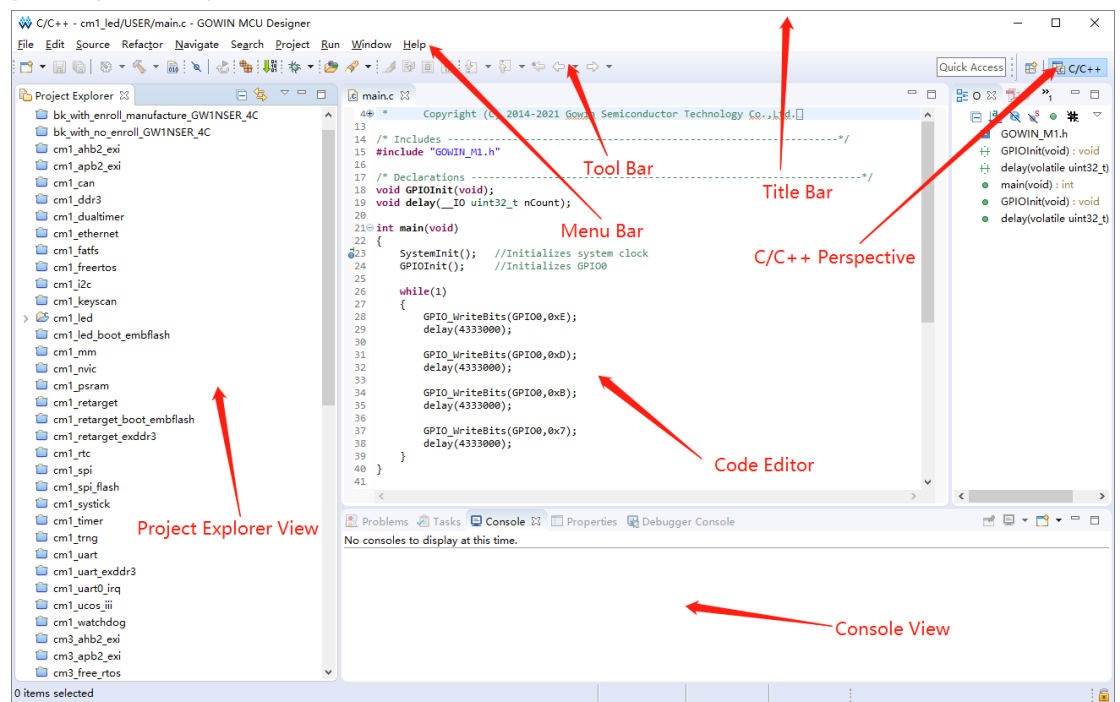 C/C++ - cm1_led/USER/main.c - GOWIN MCU Designer
File Edit Source Refactor Navigate Search Project Run Window Help
Quick Access
C/C++
Project Explorer
bk_with_enroll_manufacture_GW1NSER_4C
bk_with_no_enroll_GW1NSER_4C
cm1_ahb2_exi
cm1_apb2_exi
cm1_can
cm1_ddr3
cm1_dualtimer
cm1_ethernet
cm1_fatfs
cm1_freertos
cm1_i2c
cm1_keyscan
cm1_led
cm1_led_boot_embflash
cm1_mm
cm1_nvic
cm1_psram
cm1_retarget
cm1_retarget_boot_embflash
cm1_retarget_exddr3
cm1_rtc
cm1_spi
cm1_spi_flash
cm1_systick
cm1_timer
cm1_trng
cm1_uart
cm1_uart_exddr3
cm1_uart0_irq
cm1_ucos_iii
cm1_watchdog
cm3_ahb2_exi
cm3_apb2_exi
cm3_free_rtos
Project Explorer View
main.c
4 * Copyright (C) 2014-2021 Gowin Semiconductor Technology Co.,Ltd.
13
14 /* Includes ------------------------------------------------------------*/
15 #include "GOWIN_M1.h"
16
17 /* Declarations ------------------------------------------------------------*/
18 void GPIOInit(void);
19 void delay(__IO uint32_t nCount);
20
21 int main(void)
22 {
23 SystemInit(); //Initializes system clock
24 GPIOInit(); //Initializes GPIO0
25
26 while(1)
27 {
28 GPIO_WriteBits(GPIO0,0xE);
29 delay(4333000);
30
31 GPIO_WriteBits(GPIO0,0xD);
32 delay(4333000);
33
34 GPIO_WriteBits(GPIO0,0xB);
35 delay(4333000);
36
37 GPIO_WriteBits(GPIO0,0x7);
38 delay(4333000);
39 }
40 }
41
Tool Bar
Title Bar
Menu Bar
C/C++ Perspective
Code Editor
O
1
GOWIN_M1.h
GPIOInit(void) : void
delay(volatile uint32_t)
main(void) : int
GPIOInit(void) : void
delay(volatile uint32_t)
Problems Tasks Console Properties Debugger Console
No consoles to display at this time.
Console View
0 items selected